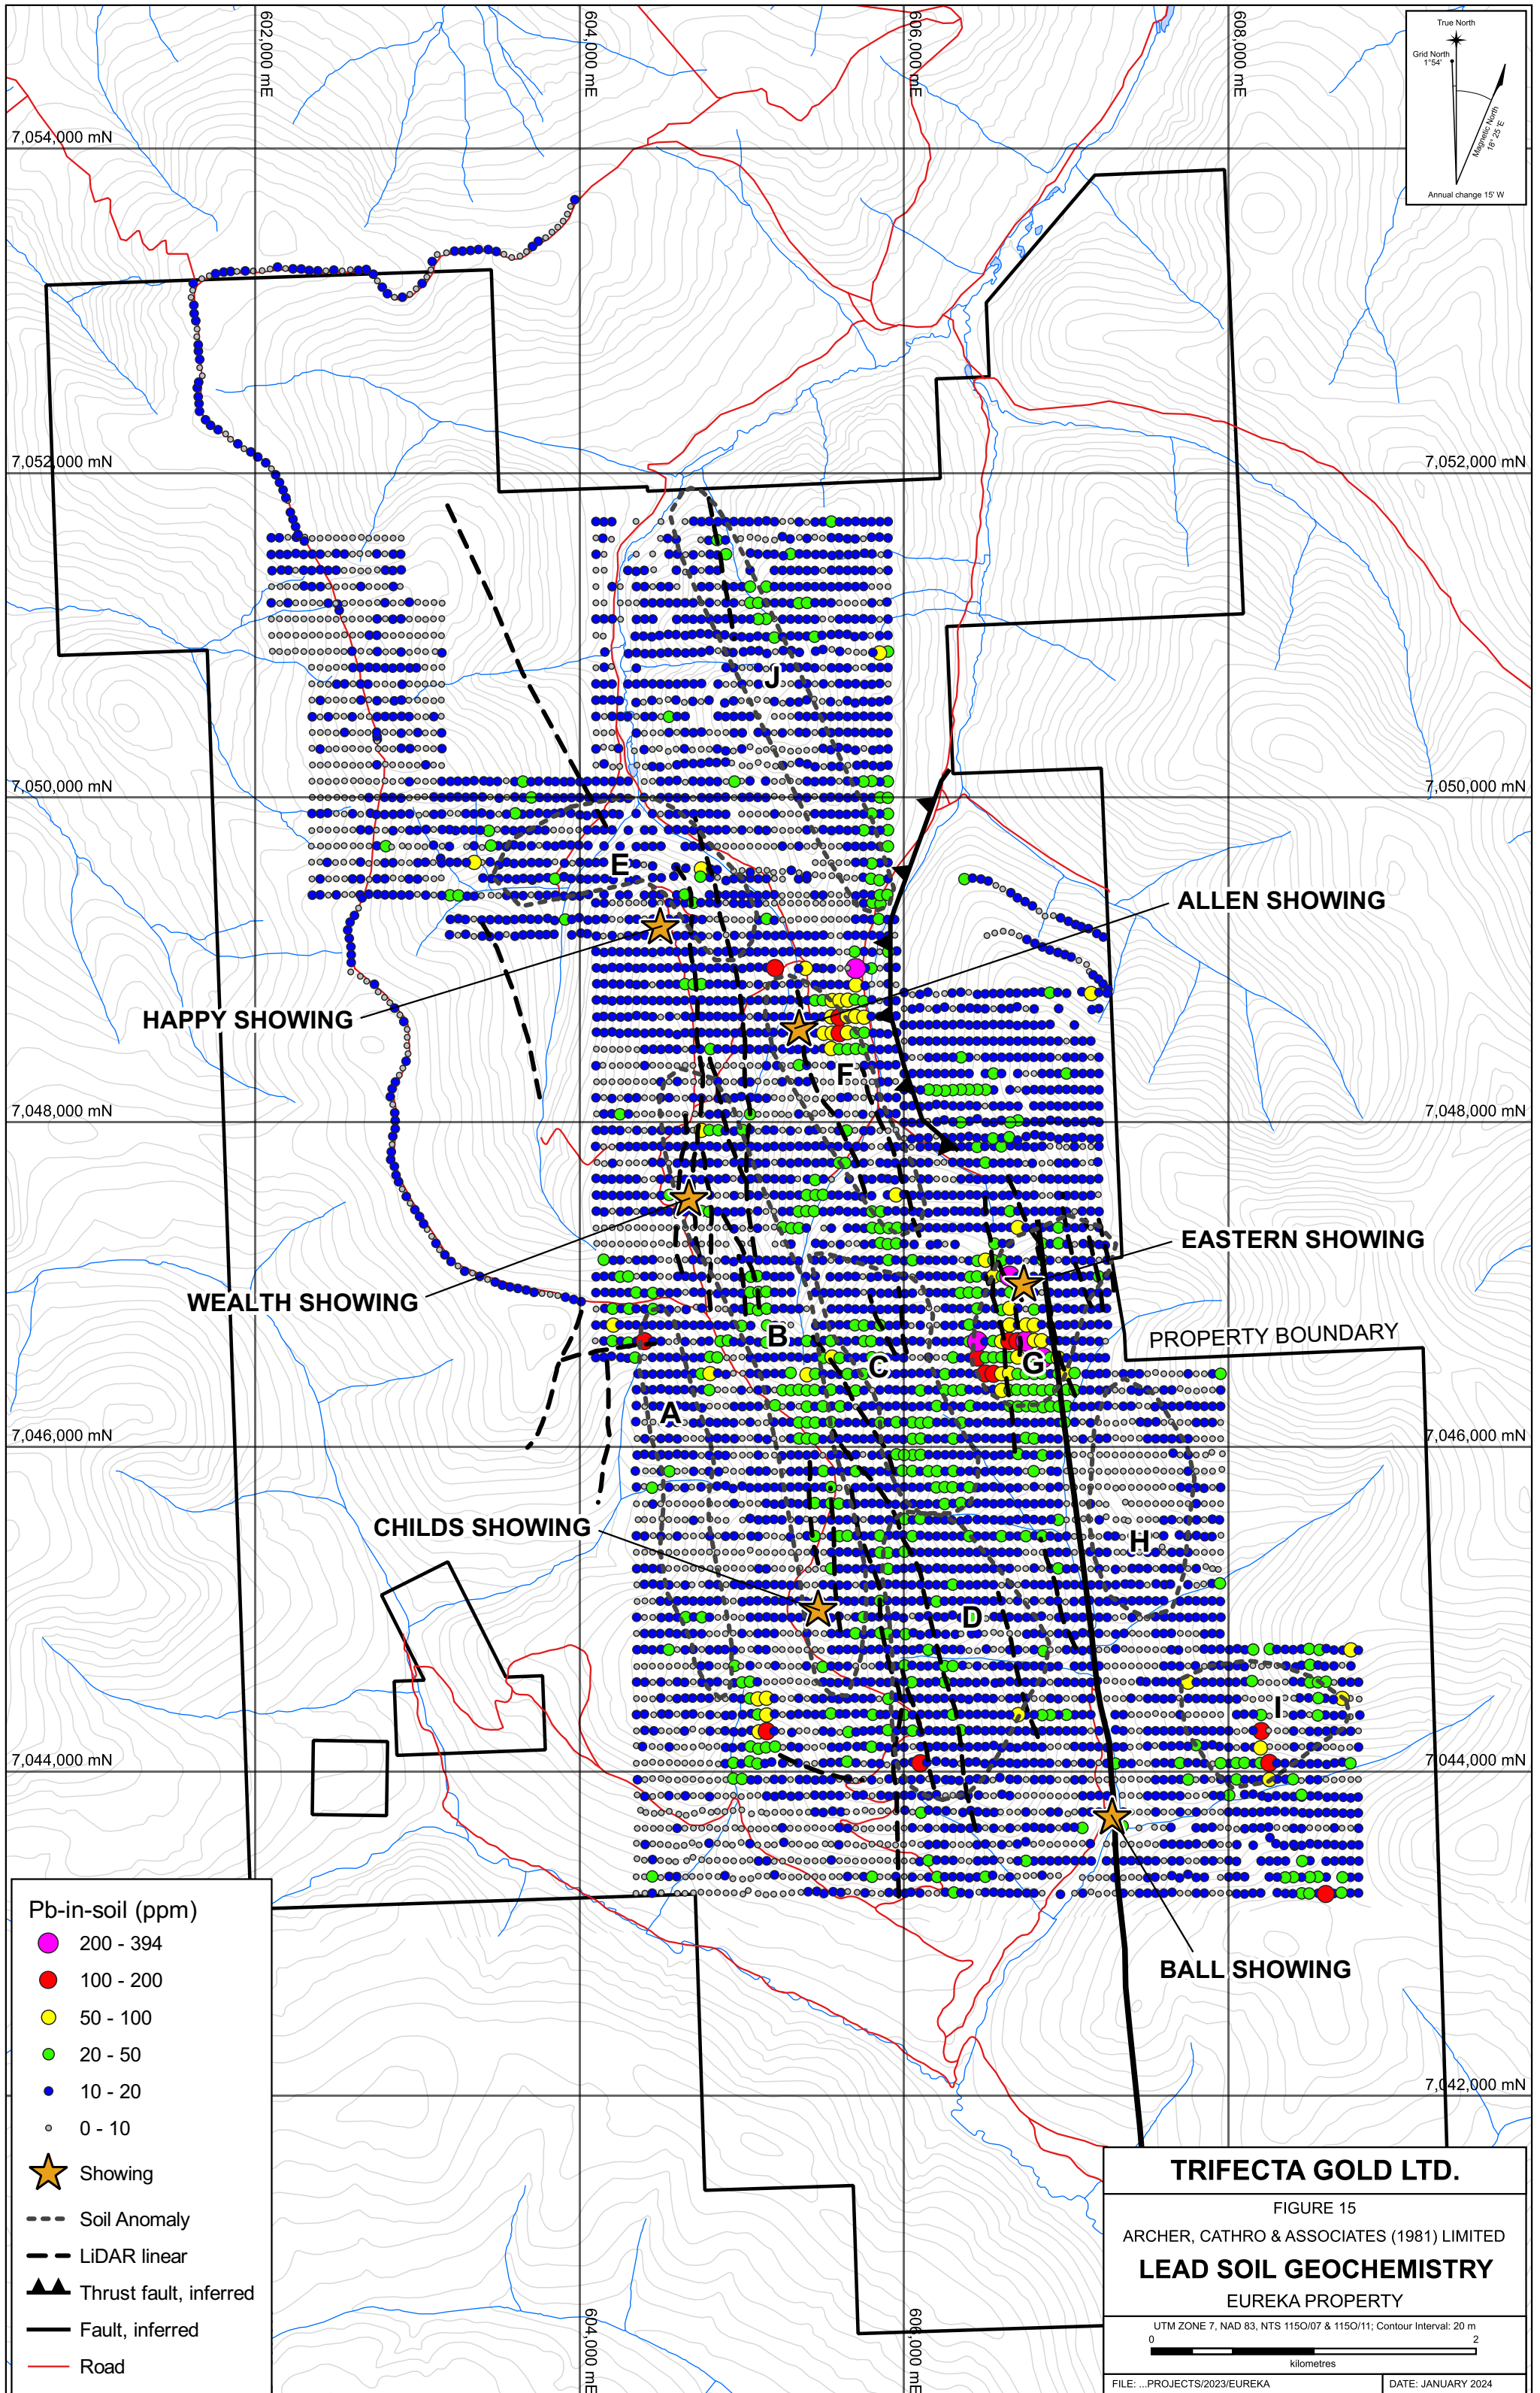 602,000 mE
604,000 mE
606,000 mE
608,000 mE
True North
Grid North
1°54'
Magnetic North
18° 25 'E
Annual change 15' W
7,054,000 mN
7,052,000 mN
7,052,000 mN
J
7,050,000 mN
7,050,000 mN
E
ALLEN SHOWING
HAPPY SHOWING
F
7,048,000 mN
7,048,000 mN
EASTERN SHOWING
WEALTH SHOWING
B
PROPERTY BOUNDARY
C
G
A
7,046,000 mN
7,046,000 mN
CHILDS SHOWING
H
D
I
7,044,000 mN
7,044,000 mN
BALL SHOWING
Pb-in-soil (ppm)
200 - 394
100 - 200
50 - 100
20 - 50
10 - 20
0 - 10
Showing
Soil Anomaly
LiDAR linear
Thrust fault, inferred
Fault, inferred
Road
7,042,000 mN
604,000 mE
606,000 mE
TRIFECTA GOLD LTD.
FIGURE 15
ARCHER, CATHRO & ASSOCIATES (1981) LIMITED
LEAD SOIL GEOCHEMISTRY
EUREKA PROPERTY
UTM ZONE 7, NAD 83, NTS 115O/07 & 115O/11; Contour Interval: 20 m
0 2
kilometres
FILE: ...PROJECTS/2023/EUREKA
DATE: JANUARY 2024